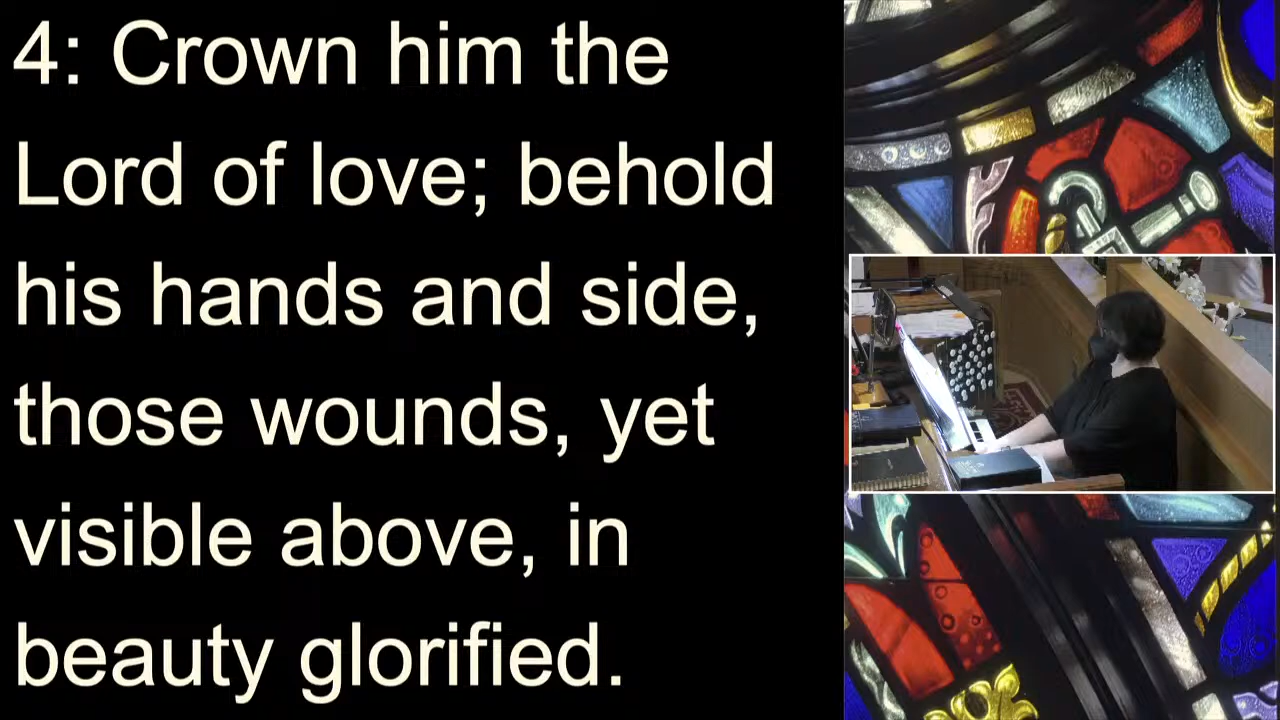 4: Crown him the
Lord of love; behold
his hands and side,
those wounds, yet
visible above, in
beauty glorified.